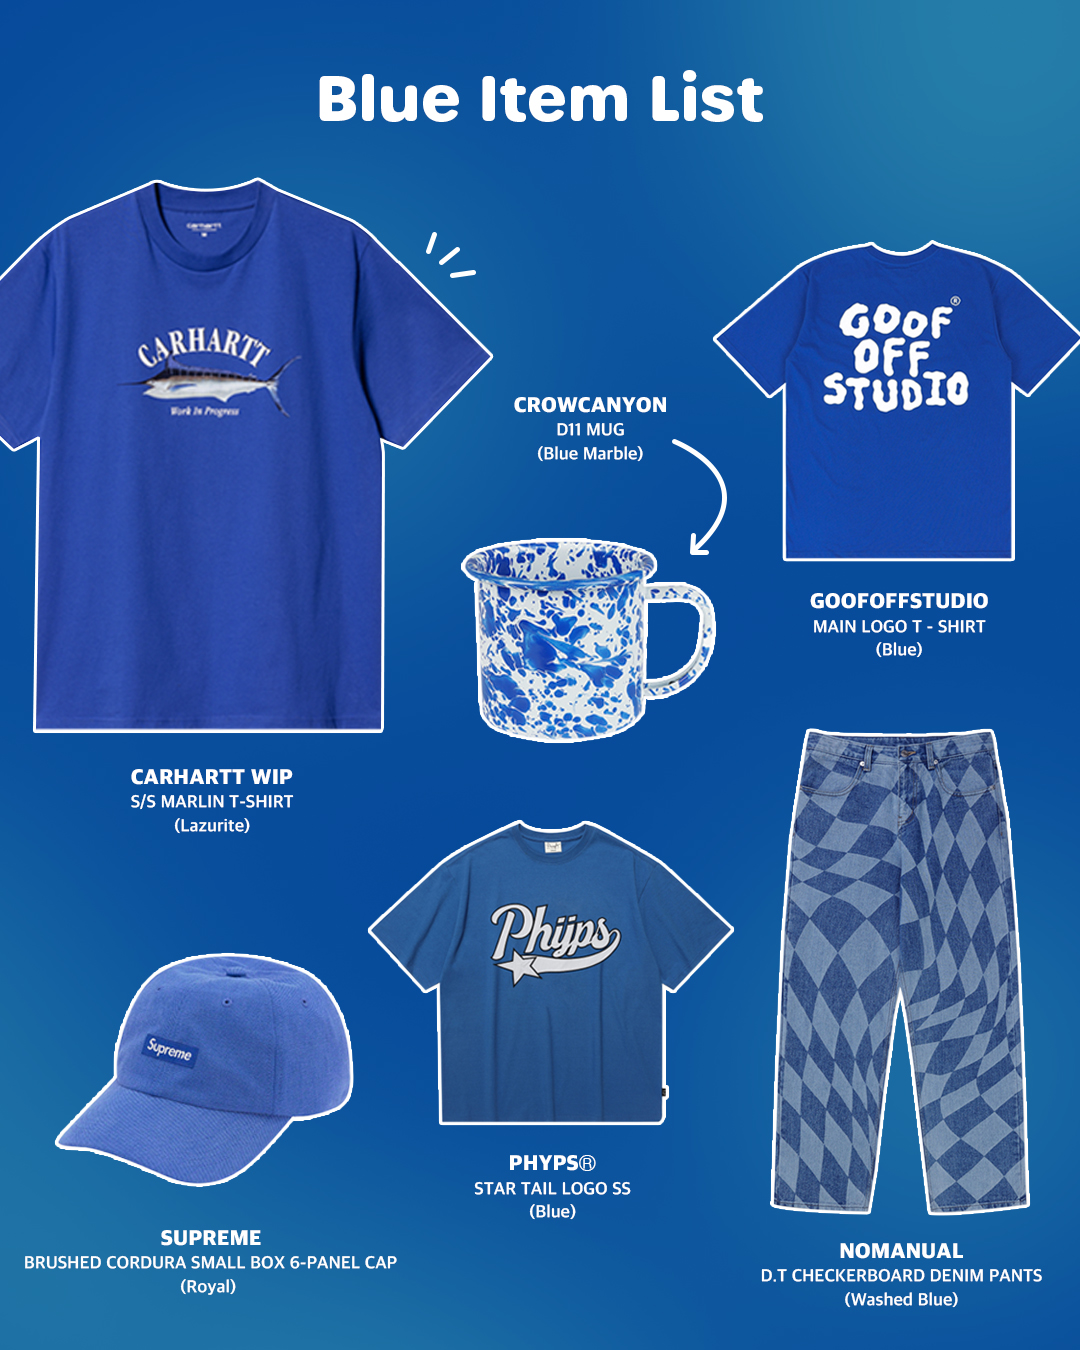 Blue Item List
carhartt
CARHARTT
Work In Progress
CARHARTT WIP
S/S MARLIN T-SHIRT
(Lazurite)
CROWCANYON
D11 MUG
(Blue Marble)
GOOF®
OFF
STUDIO
GOOFOFFSTUDIO
MAIN LOGO T - SHIRT
(Blue)
Supreme
SUPREME
BRUSHED CORDURA SMALL BOX 6-PANEL CAP
(Royal)
Phyps
PHYPS®
STAR TAIL LOGO SS
(Blue)
NOMANUAL
D.T CHECKERBOARD DENIM PANTS
(Washed Blue)